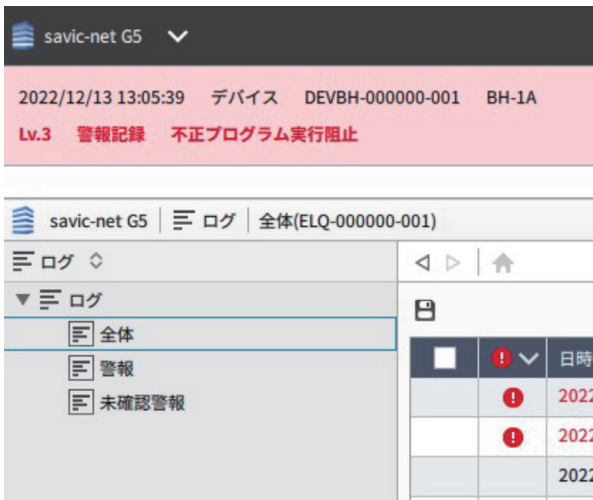 savic-net G5
2022/12/13 13:05:39 デバイス DEVBH-000000-001 BH-1A
Lv.3 警報記録 不正プログラム実行阻止
savic-net G5 ログ 全体(ELQ-000000-001)
ログ
ログ
全体
警報
未確認警報
日時
2022
2022
2022